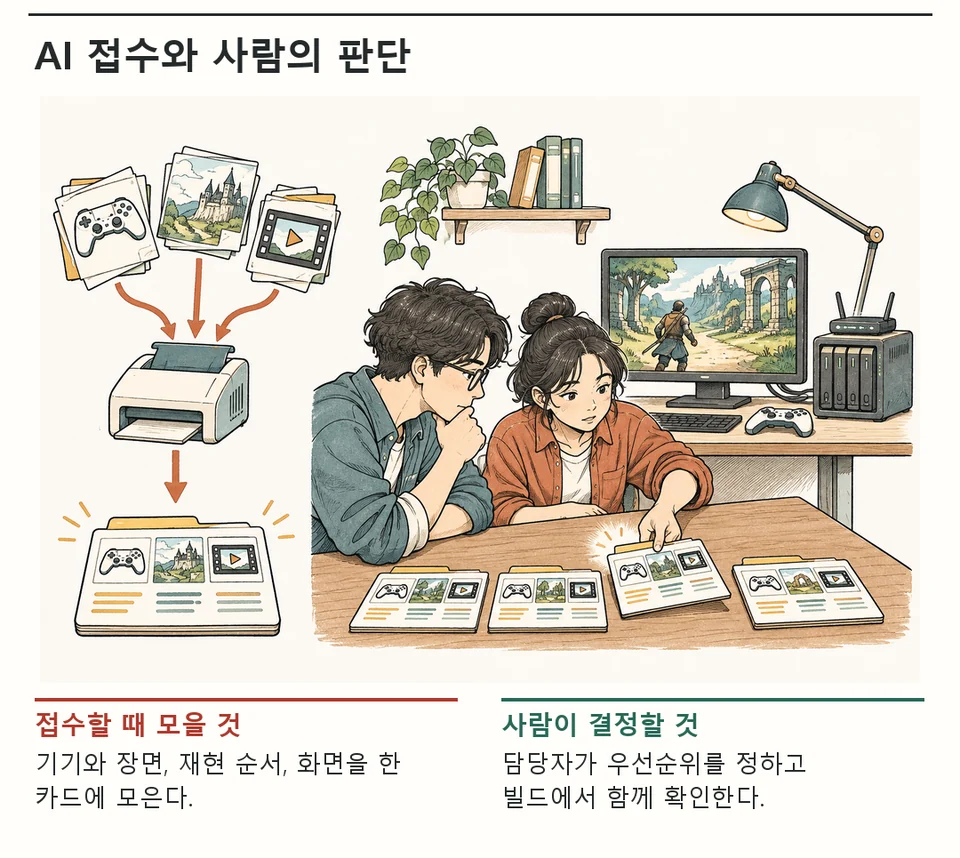 AI 접수와 사람의 판단
접수할 때 모을 것
기기와 장면, 재현 순서, 화면을 한
카드에 모은다.
사람이 결정할 것
담당자가 우선순위를 정하고
빌드에서 함께 확인한다.